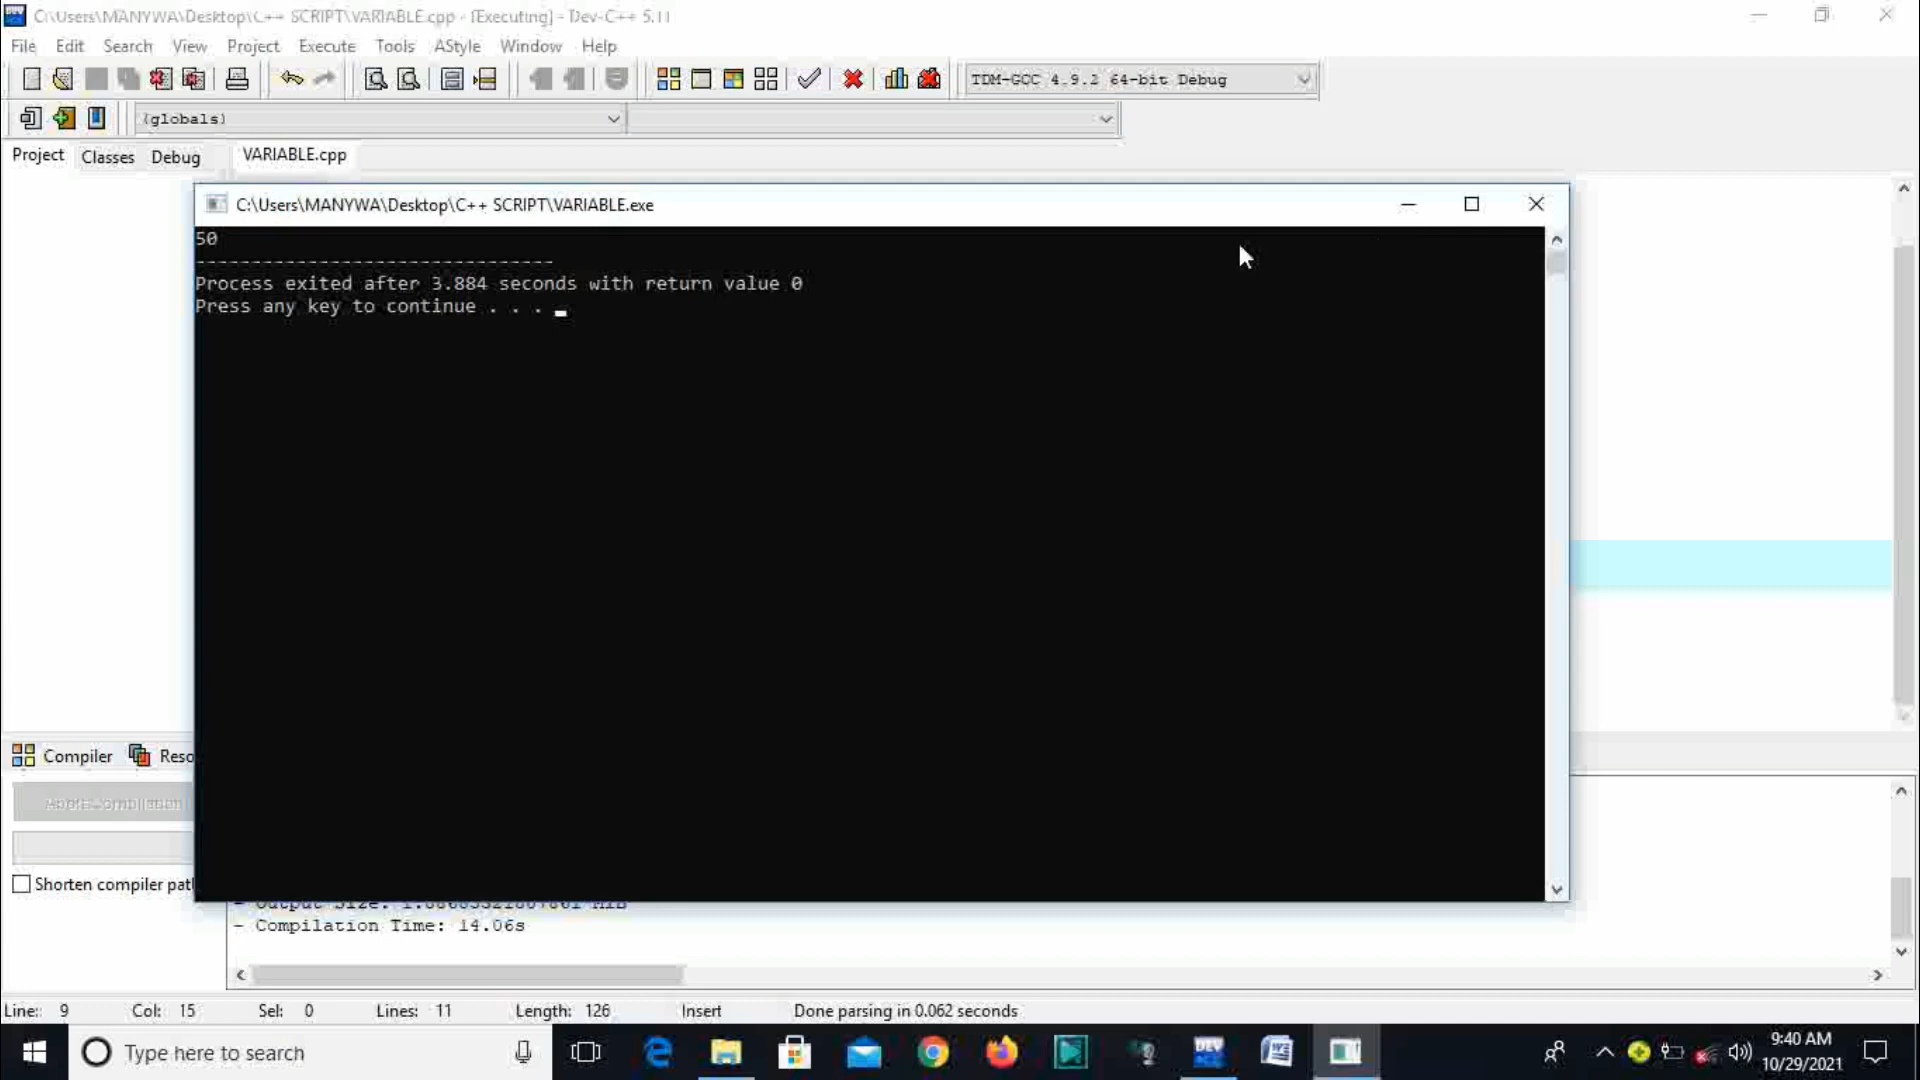 C:\Users\MANYWA\Desktop\C++ SCRIPT\VARIABLE.cpp - [Executing] - Dev-C++ 5.11
File Edit Search View Project Execute Tools AStyle Window Help
TDM-GCC 4.9.2 64-bit Debug
(globals)
Project Classes Debug VARIABLE.cpp
C:\Users\MANYWA\Desktop\C++ SCRIPT\VARIABLE.exe
50
--------------------------------
Process exited after 3.884 seconds with return value 0
Press any key to continue . . .
Compiler Reso
Abort Compilation
Shorten compiler pat
- Compilation Time: 14.06s
Line: 9 Col: 15 Sel: 0 Lines: 11 Length: 126 Insert Done parsing in 0.062 seconds
Type here to search
DEV
9:40 AM
10/29/2021